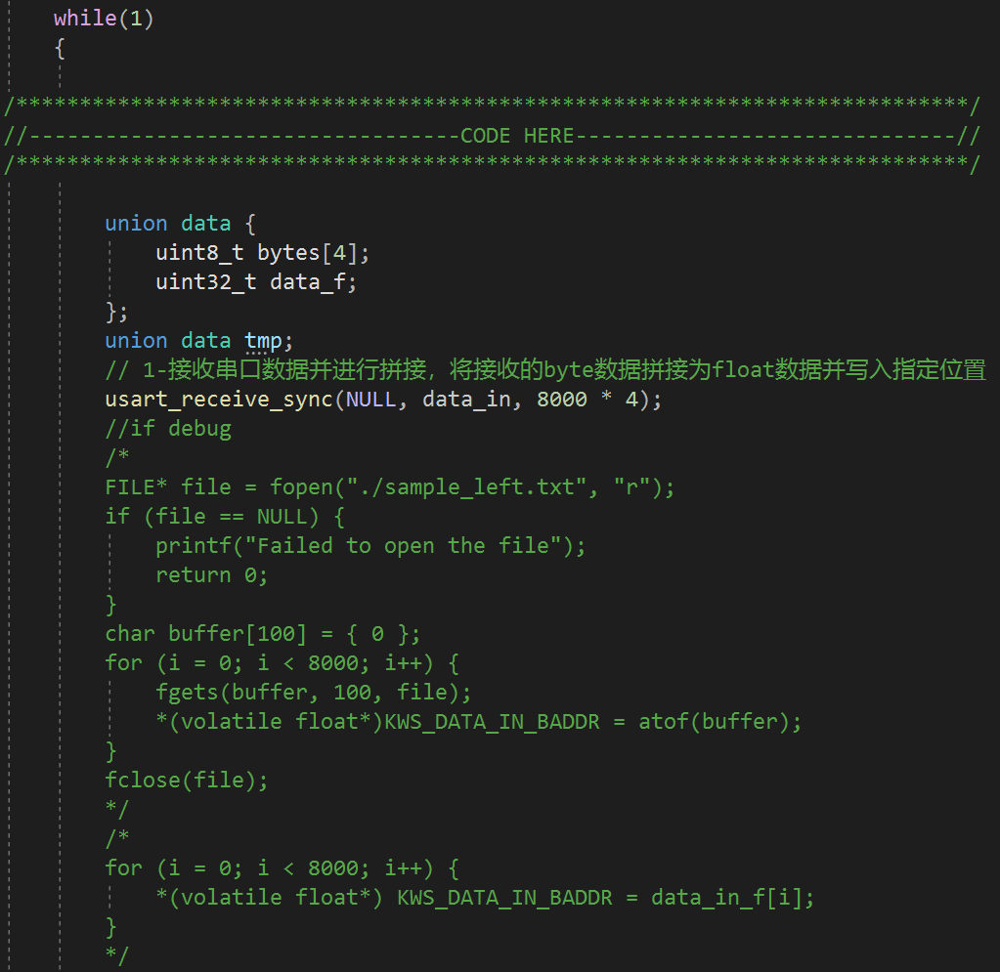 while(1)
{
/***************************************************************************/
//----------------------------------CODE HERE------------------------------//
/***************************************************************************/
union data {
uint8_t bytes[4];
uint32_t data_f;
};
union data tmp;
// 1-接收串口数据并进行拼接，将接收的byte数据拼接为float数据并写入指定位置
usart_receive_sync(NULL, data_in, 8000 * 4);
//if debug
/*
FILE* file = fopen("./sample_left.txt", "r");
if (file == NULL) {
printf("Failed to open the file");
return 0;
}
char buffer[100] = { 0 };
for (i = 0; i < 8000; i++) {
fgets(buffer, 100, file);
*(volatile float*)KWS_DATA_IN_BADDR = atof(buffer);
}
fclose(file);
*/
/*
for (i = 0; i < 8000; i++) {
*(volatile float*) KWS_DATA_IN_BADDR = data_in_f[i];
}
*/